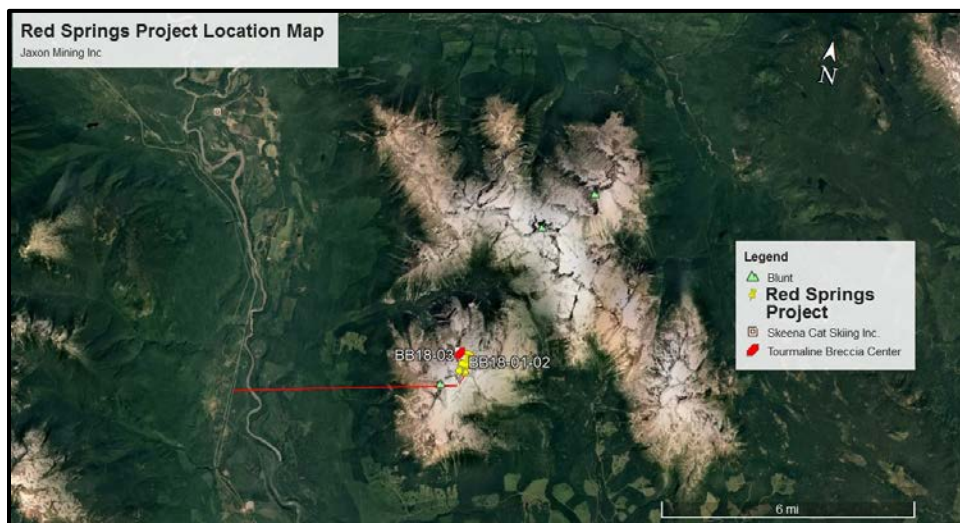 Red Springs Project Location Map
Jaxon Mining Inc
N
Legend
Blunt
Red Springs
Project
Skeena Cat Skiing Inc.
Tourmaline Breccia Center
BB18-03
BB18-01-02
6 mi